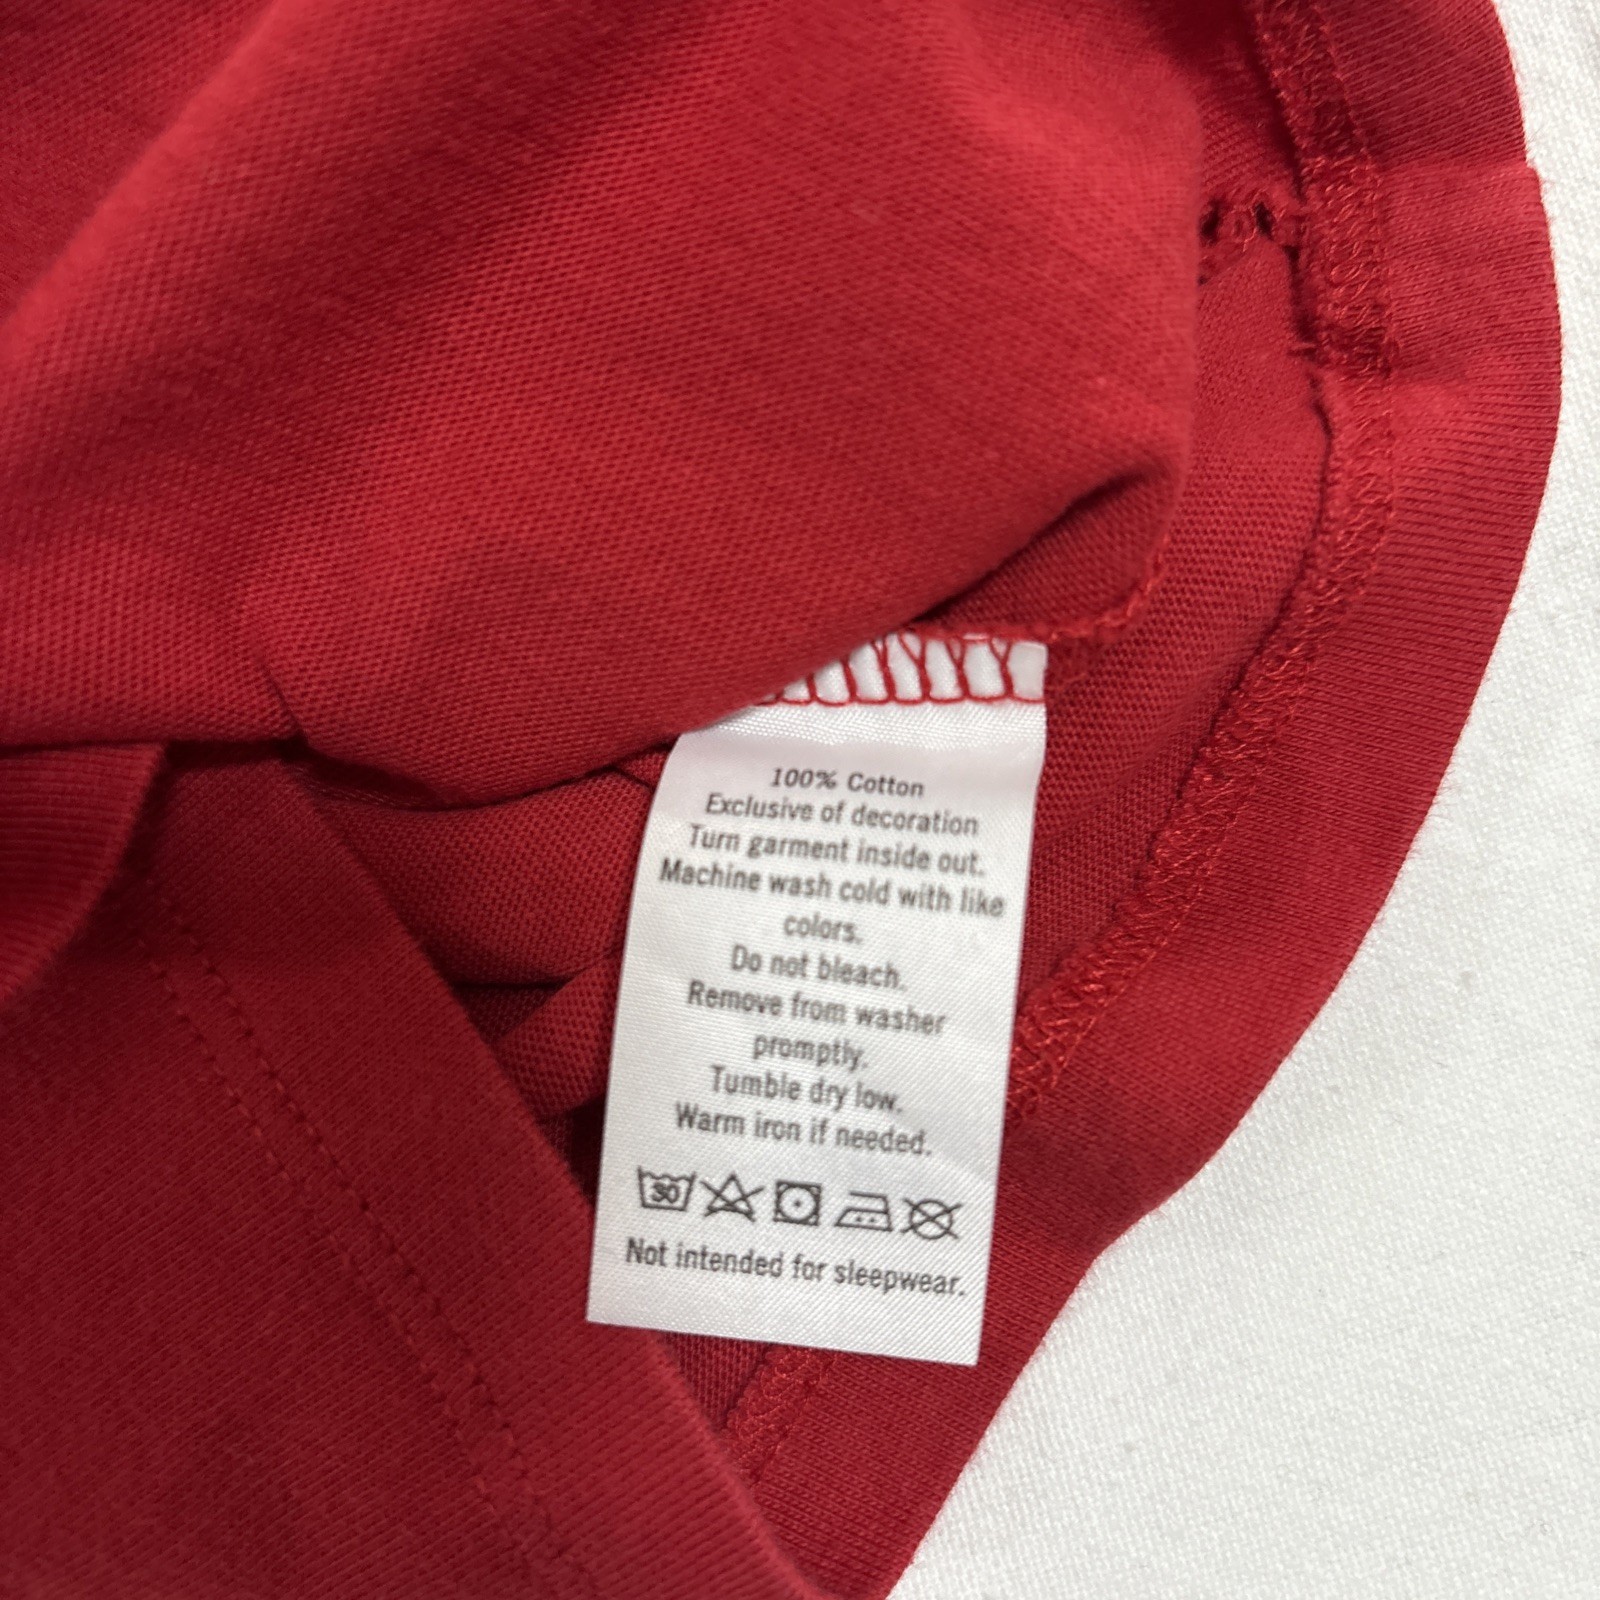 100% Cotton
Exclusive of decoration
Turn garment inside out.
Machine wash cold with like
colors.
Do not bleach.
Remove from washer
promptly.
Tumble dry low.
Warm iron if needed.
30
Not intended for sleepwear.